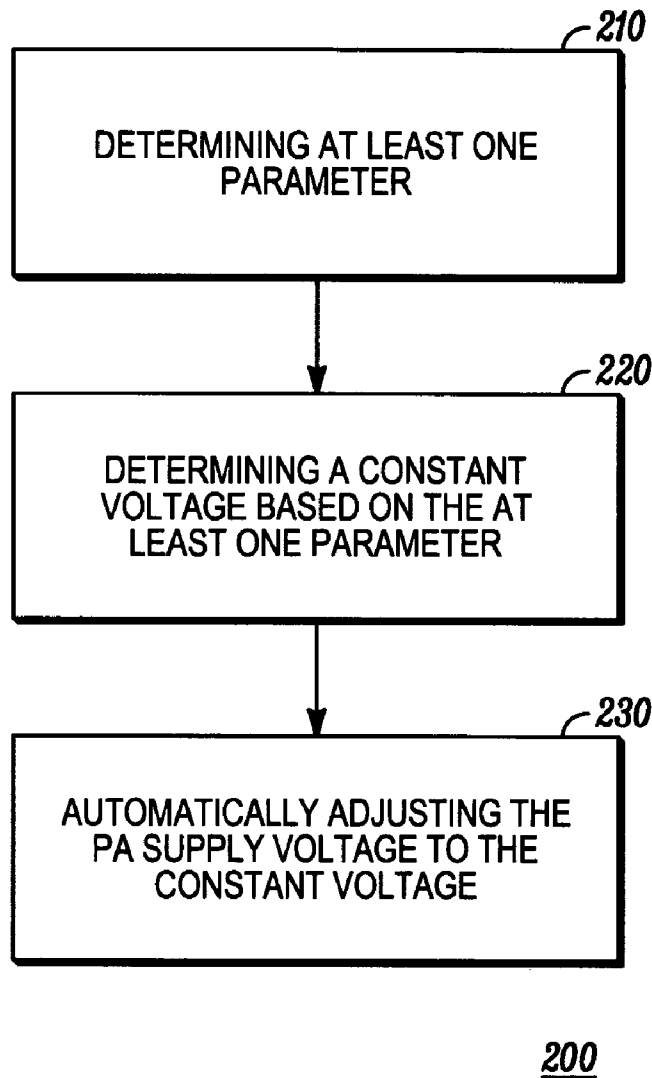 210
DETERMINING AT LEAST ONE
PARAMETER
220
DETERMINING A CONSTANT
VOLTAGE BASED ON THE AT
LEAST ONE PARAMETER
230
AUTOMATICALLY ADJUSTING THE
PA SUPPLY VOLTAGE TO THE
CONSTANT VOLTAGE
200